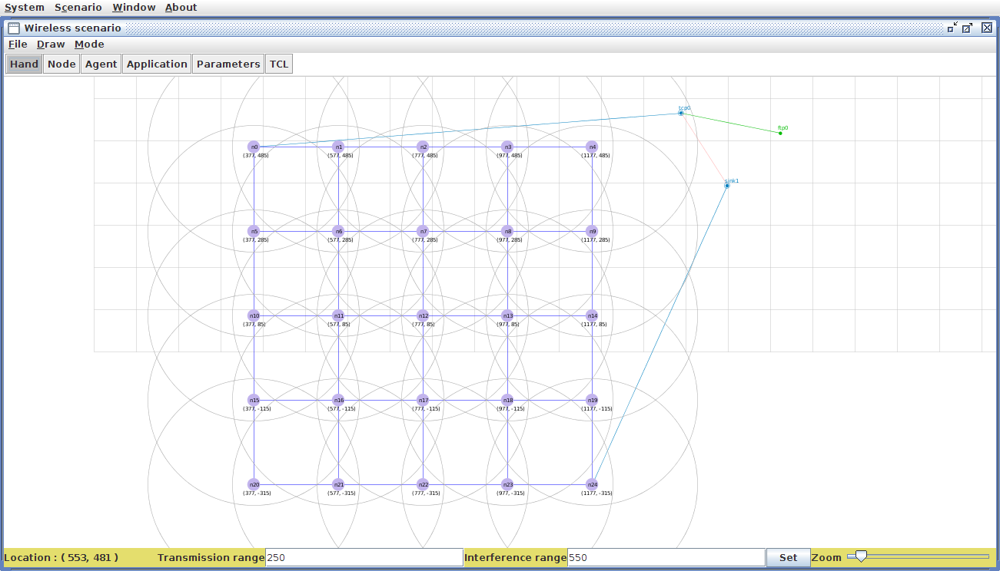 System Scenario Window About
Wireless scenario
File Draw Mode
Hand Node Agent Application Parameters TCL
tcp0
ftp0
n0 n1 n2 n3 n4
(377, 485) (577, 485) (777, 485) (977, 485) (1177, 485)
sink1
n5 n6 n7 n8 n9
(377, 285) (577, 285) (777, 285) (977, 285) (1177, 285)
n10 n11 n12 n13 n14
(377, 85) (577, 85) (777, 85) (977, 85) (1177, 85)
n15 n16 n17 n18 n19
(377, -115) (577, -115) (777, -115) (977, -115) (1177, -115)
n20 n21 n22 n23 n24
(377, -315) (577, -315) (777, -315) (977, -315) (1177, -315)
Location : ( 553, 481 ) Transmission range 250 Interference range 550 Set Zoom